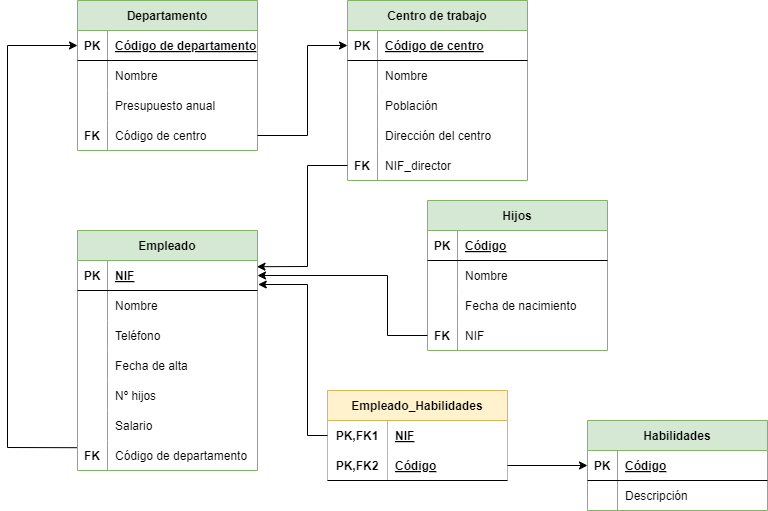 Departamento
PK Código de departamento
Nombre
Presupuesto anual
FK Código de centro
Centro de trabajo
PK Código de centro
Nombre
Población
Dirección del centro
FK NIF_director
Hijos
PK Código
Nombre
Fecha de nacimiento
FK NIF
Empleado
PK NIF
Nombre
Teléfono
Fecha de alta
Nº hijos
Salario
FK Código de departamento
Empleado_Habilidades
PK,FK1 NIF
PK,FK2 Código
Habilidades
PK Código
Descripción